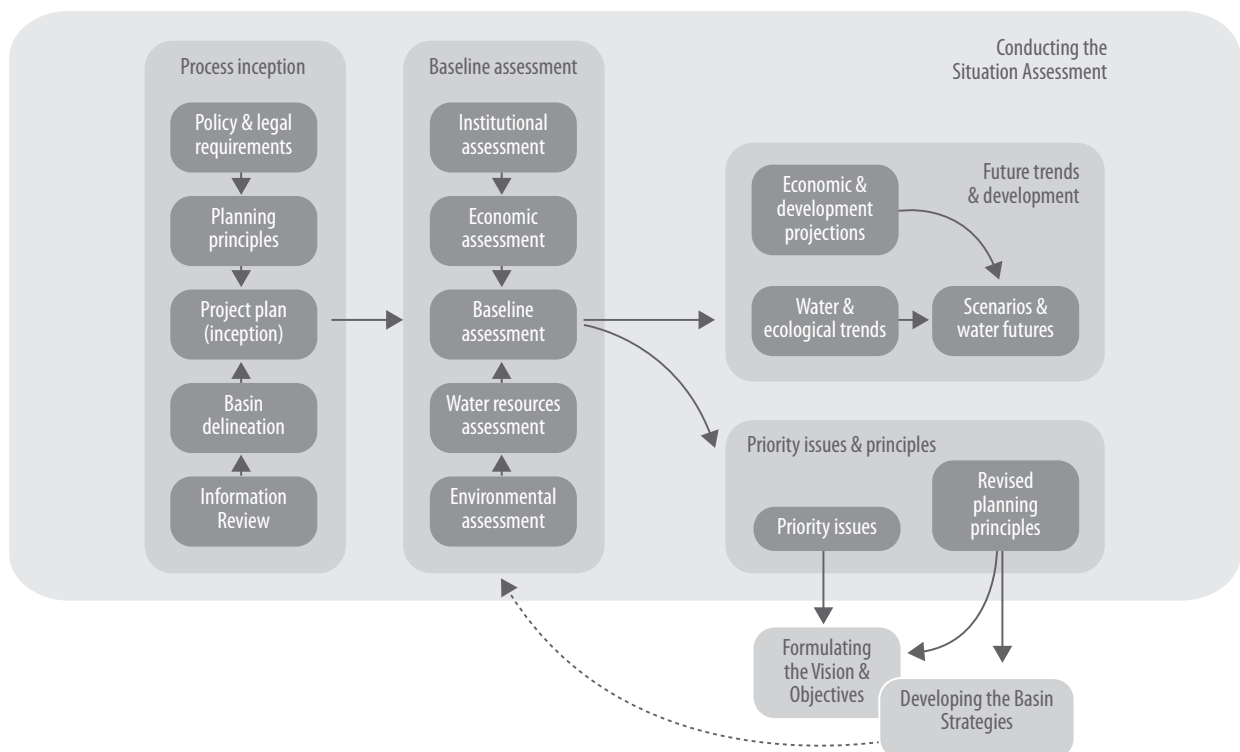 Conducting the
Situation Assessment
Process inception
Policy & legal
requirements
Planning
principles
Project plan
(inception)
Basin
delineation
Information
Review
Baseline assessment
Institutional
assessment
Economic
assessment
Baseline
assessment
Water resources
assessment
Environmental
assessment
Future trends
& development
Economic &
development
projections
Water &
ecological trends
Scenarios &
water futures
Priority issues & principles
Priority issues
Revised
planning
principles
Formulating
the Vision &
Objectives
Developing the Basin
Strategies